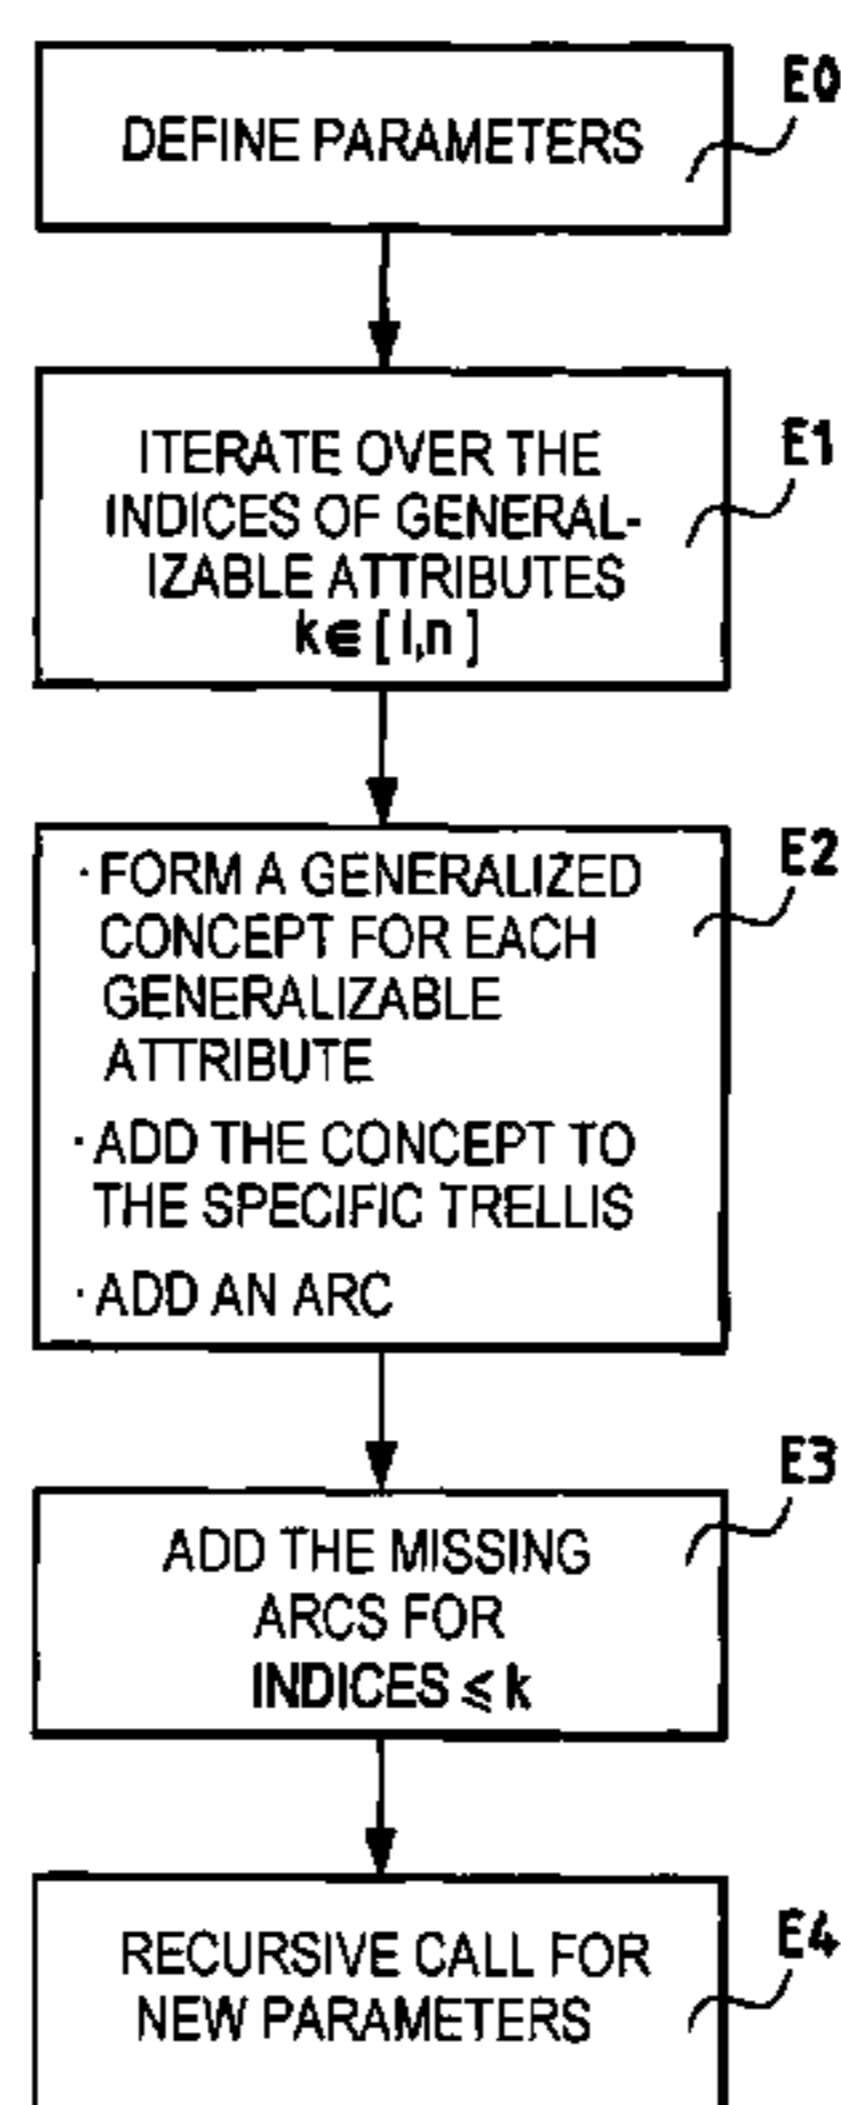 E0
DEFINE PARAMETERS
E1
ITERATE OVER THE
INDICES OF GENERAL-
IZABLE ATTRIBUTES
k∈[i,n]
E2
· FORM A GENERALIZED
CONCEPT FOR EACH
GENERALIZABLE
ATTRIBUTE
· ADD THE CONCEPT TO
THE SPECIFIC TRELLIS
· ADD AN ARC
E3
ADD THE MISSING
ARCS FOR
INDICES ⩽ k
E4
RECURSIVE CALL FOR
NEW PARAMETERS